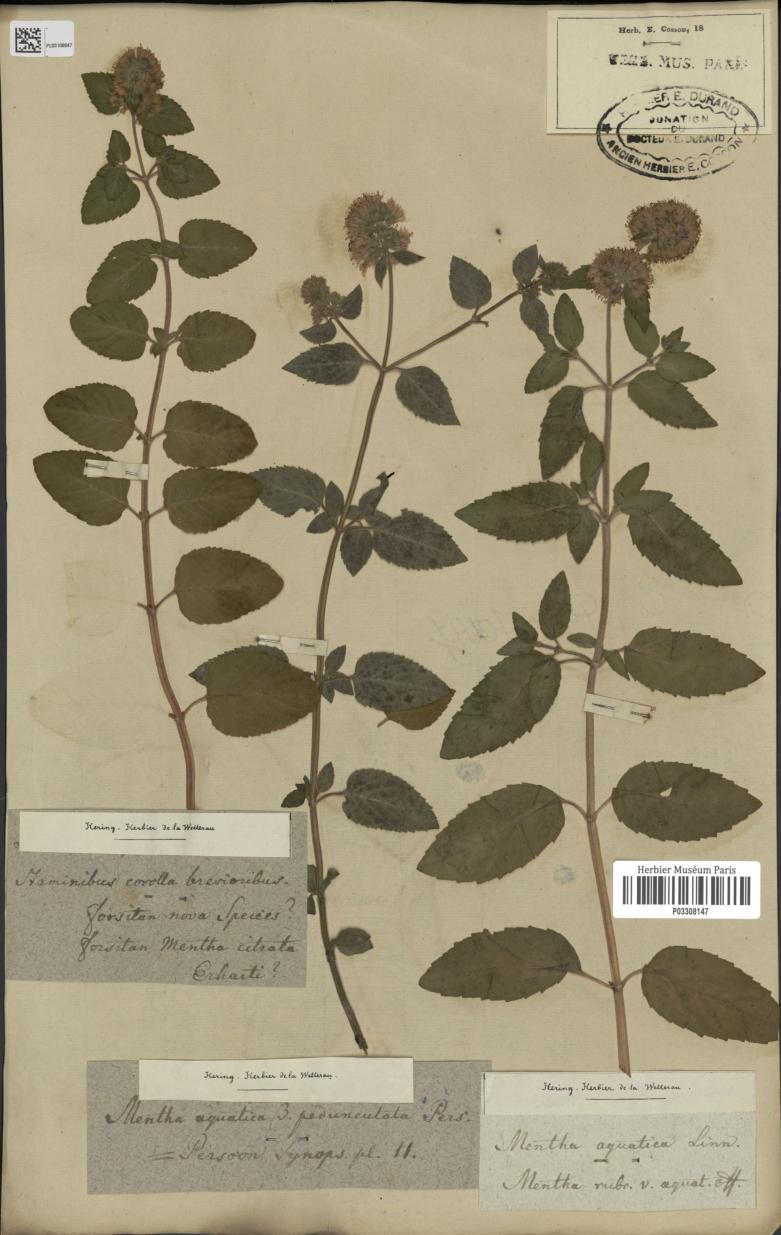 Herb. E. Cosson, 18
HERB. MUS. PARIS
HERBIER E. DURAND
DONATION
DU
DOCTEUR E. DURAND
ANCIEN HERBIER E. COSSON
Herbier Muséum Paris
P03308147
Hering. Herbier de la Wetterau
Staminibus corolla brevioribus.
forsitan nova Species?
forsitan Mentha citrata
Erharti?
Hering. Herbier de la Wetterau.
Mentha aquatica β. pedunculata Pers.
= Persoon Synops. pl. 11.
Hering. Herbier de la Wetterau.
Mentha aquatica Linn.
Mentha rubr. v. aquat.